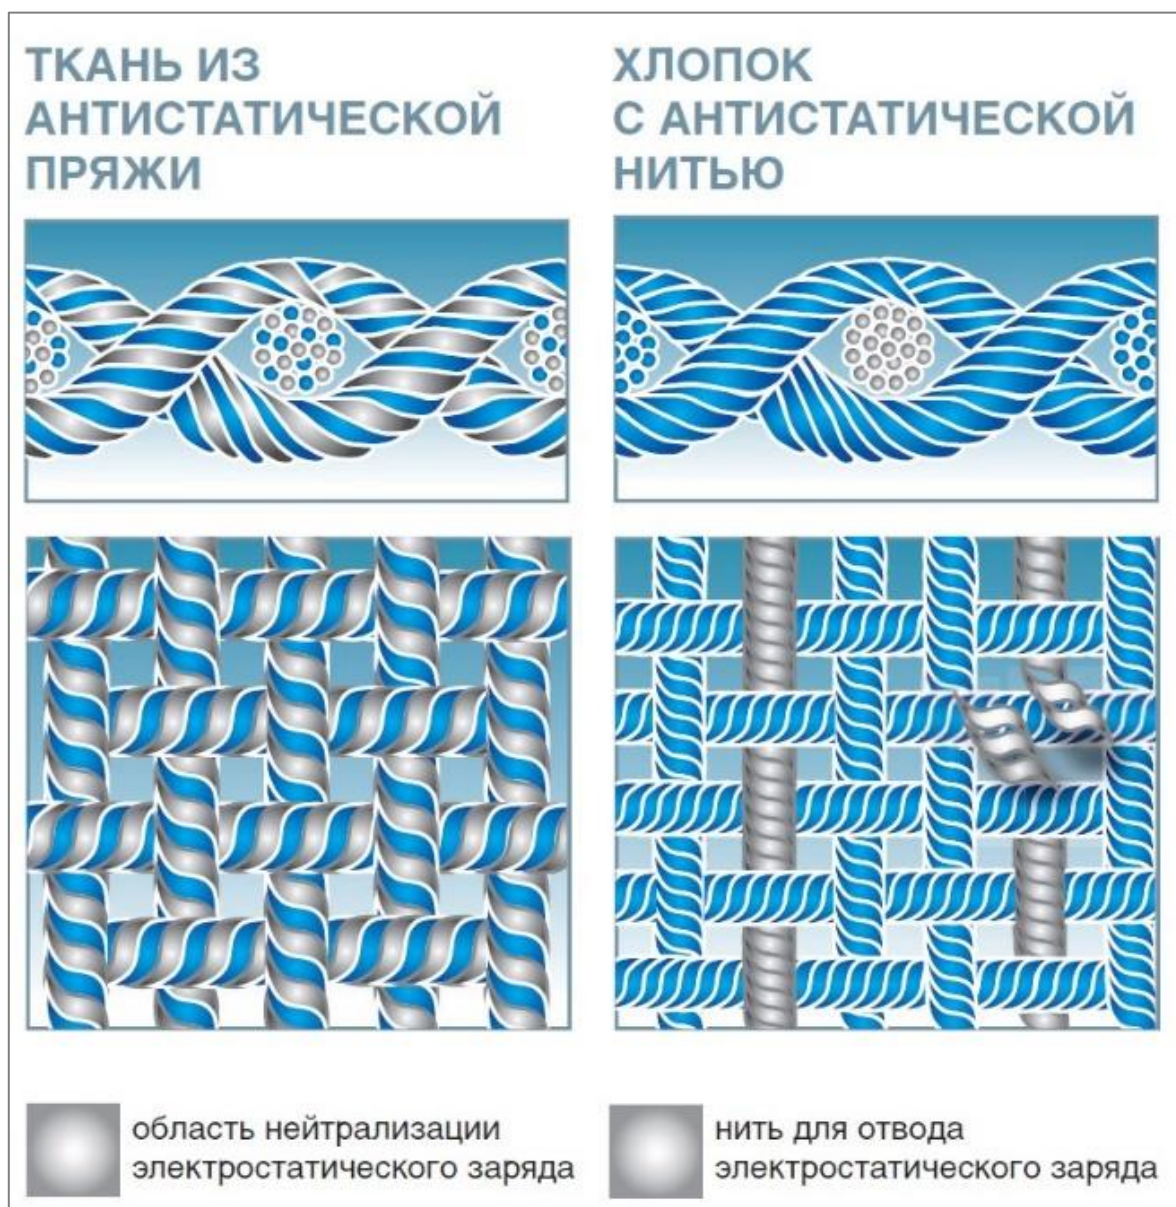 ТКАНЬ ИЗ
АНТИСТАТИЧЕСКОЙ
ПРЯЖИ
ХЛОПОК
С АНТИСТАТИЧЕСКОЙ
НИТЬЮ
область нейтрализации
электростатического заряда
нить для отвода
электростатического заряда